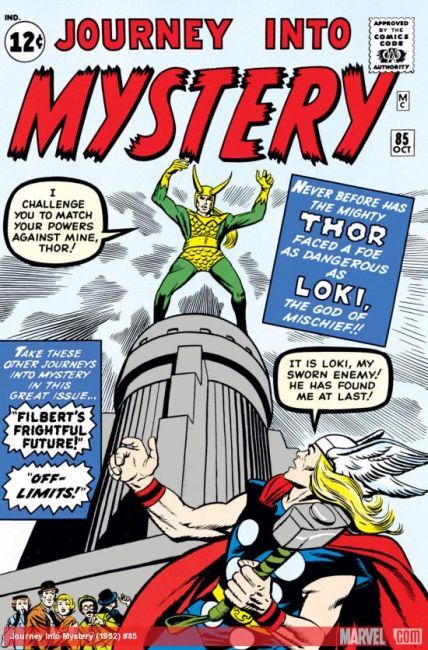 IND.
12¢
JOURNEY INTO
MYSTERY
APPROVED
BY THE
COMICS
CODE
CA
AUTHORITY
MC
85
OCT
I
CHALLENGE
YOU TO MATCH
YOUR POWERS
AGAINST MINE,
THOR!
NEVER BEFORE HAS
THE MIGHTY
THOR
FACED A FOE
AS DANGEROUS
AS
LOKI,
THE GOD OF
MISCHIEF!!
TAKE THESE
OTHER JOURNEYS
INTO MYSTERY
IN THIS
GREAT ISSUE...
"FILBERT'S
FRIGHTFUL
FUTURE!"
"OFF-
LIMITS!"
IT IS LOKI, MY
SWORN ENEMY!
HE HAS FOUND
ME AT LAST!
Journey Into Mystery (1952) #85
MARVEL.com